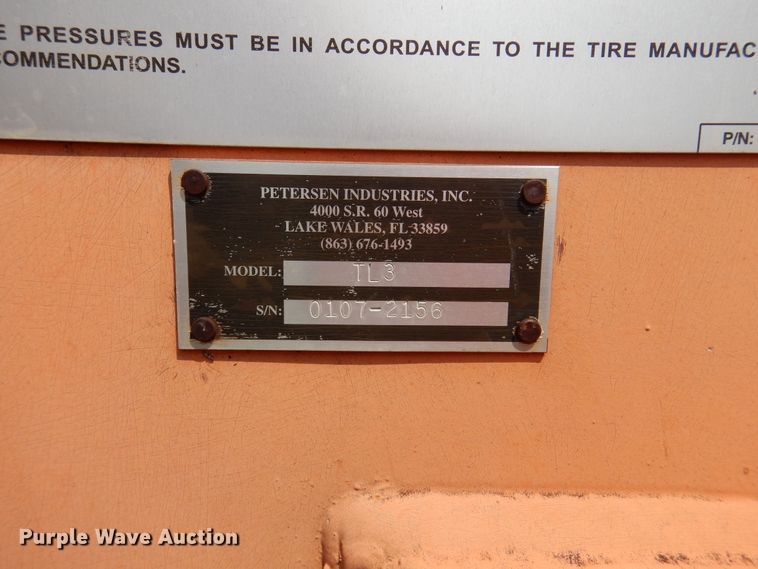 E PRESSURES MUST BE IN ACCORDANCE TO THE TIRE MANUFAC
COMMENDATIONS.
P/N:
PETERSEN INDUSTRIES, INC.
4000 S.R. 60 West
LAKE WALES, FL 33859
(863) 676-1493
MODEL: TL3
S/N: 0107-2156
Purple Wave Auction